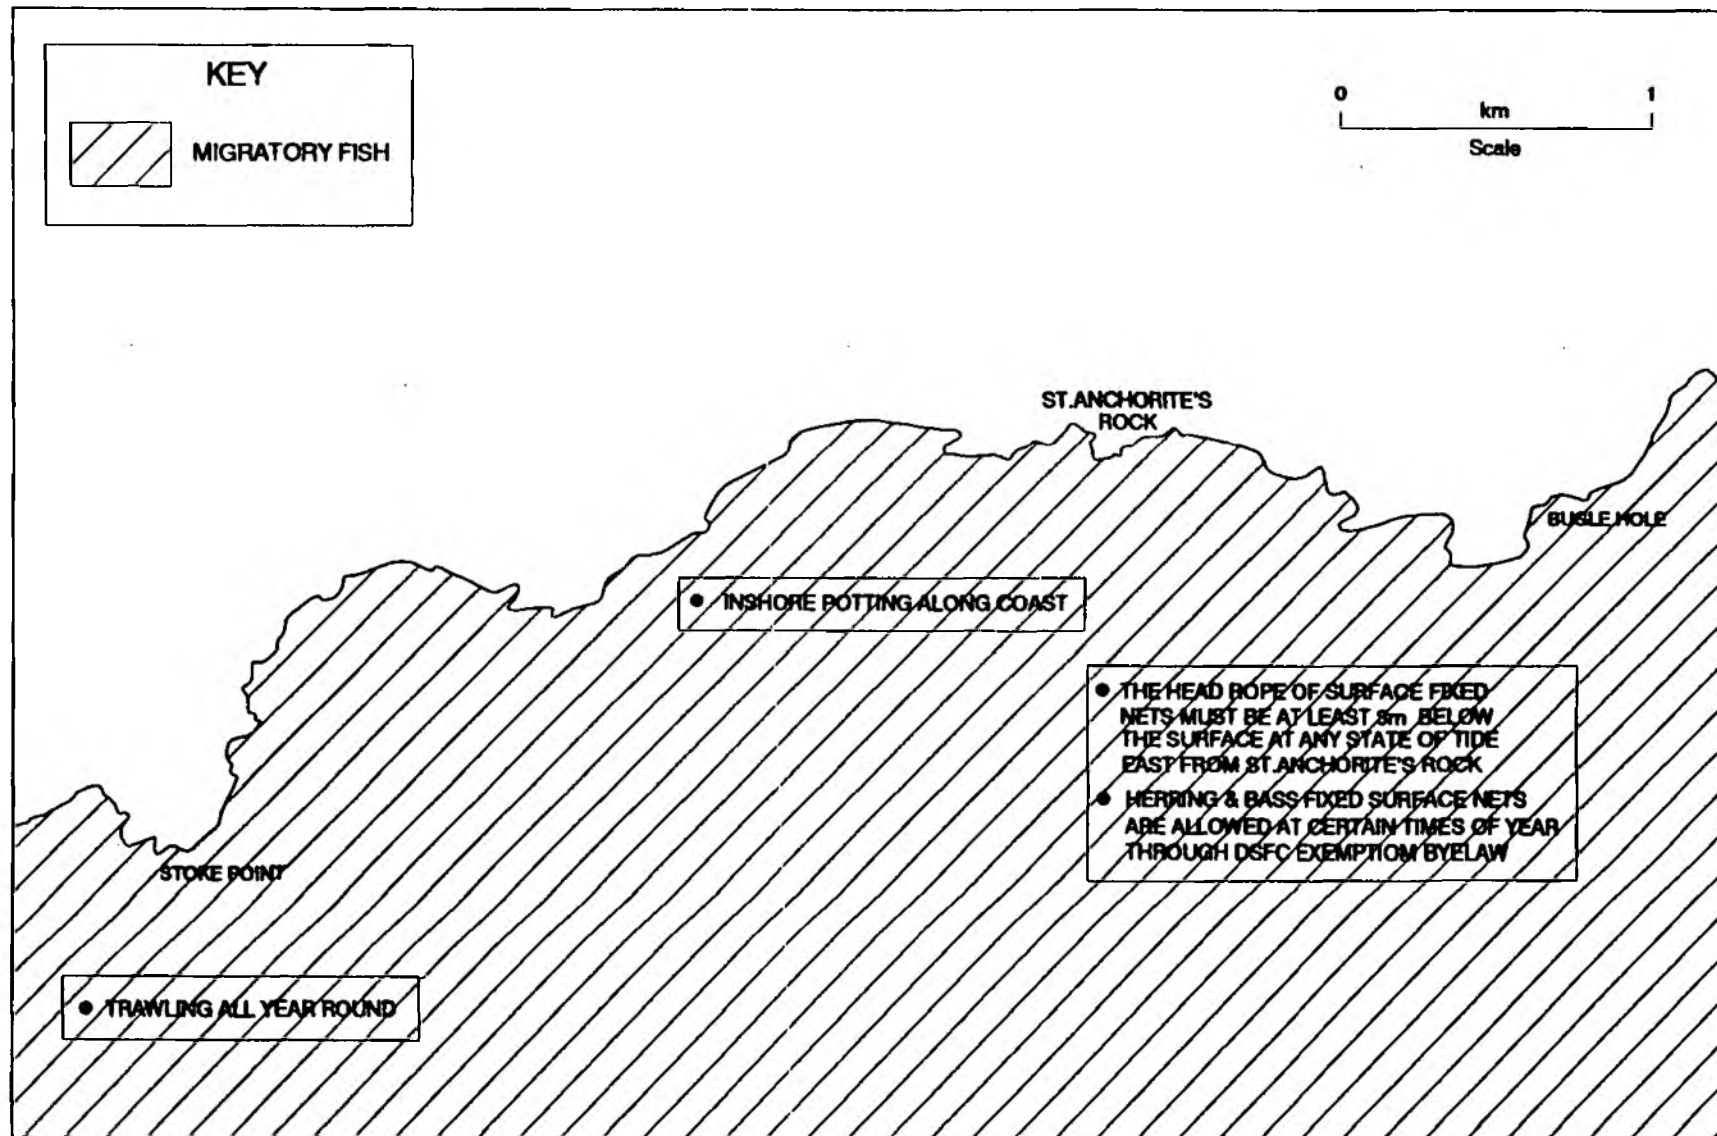 KEY
MIGRATORY FISH
0 1
km
Scale
ST.ANCHORITE'S
ROCK
BUGLE HOLE
● INSHORE POTTING ALONG COAST
● THE HEAD ROPE OF SURFACE FIXED
NETS MUST BE AT LEAST BELOW
THE SURFACE AT ANY STATE OF TIDE
EAST FROM ST.ANCHORITE'S ROCK
● HERRING & BASS FIXED SURFACE NETS
ARE ALLOWED AT CERTAIN TIMES OF YEAR
THROUGH DSFC EXEMPTIOM BYELAW
STOKE POINT
● TRAWLING ALL YEAR ROUND